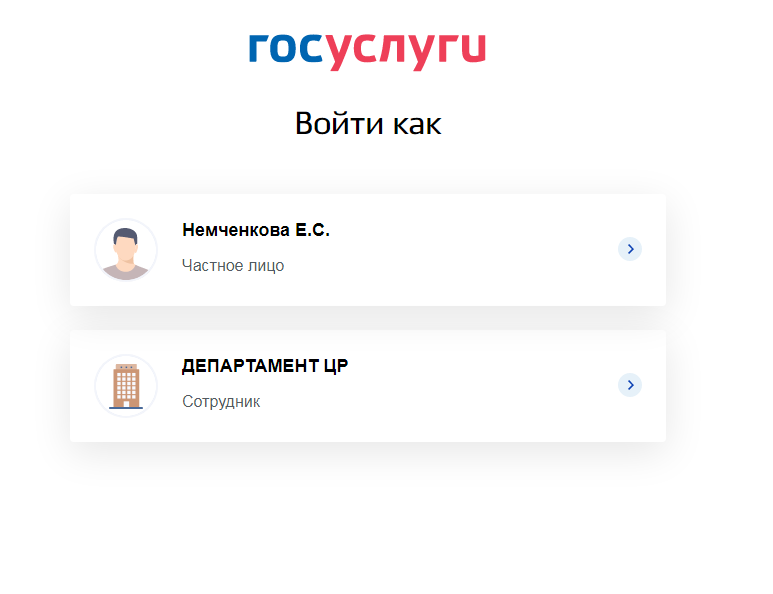 госуслуги
Войти как
Немченкова Е.С.
Частное лицо
ДЕПАРТАМЕНТ ЦР
Сотрудник